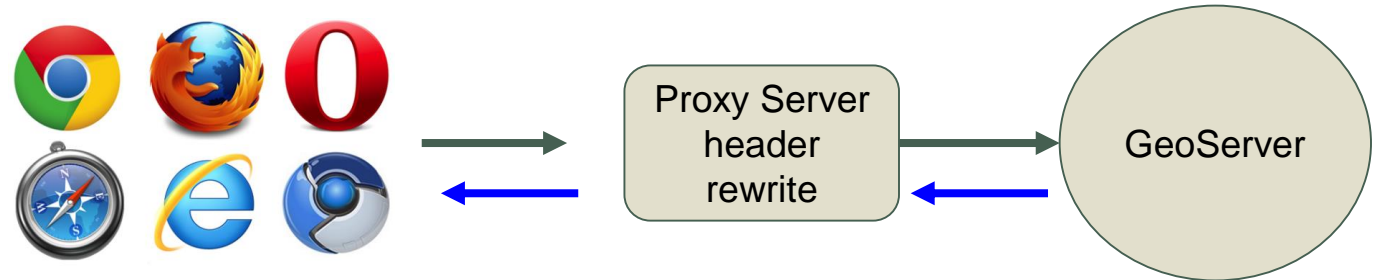 Proxy Server
header
rewrite
GeoServer
N
E
S
W